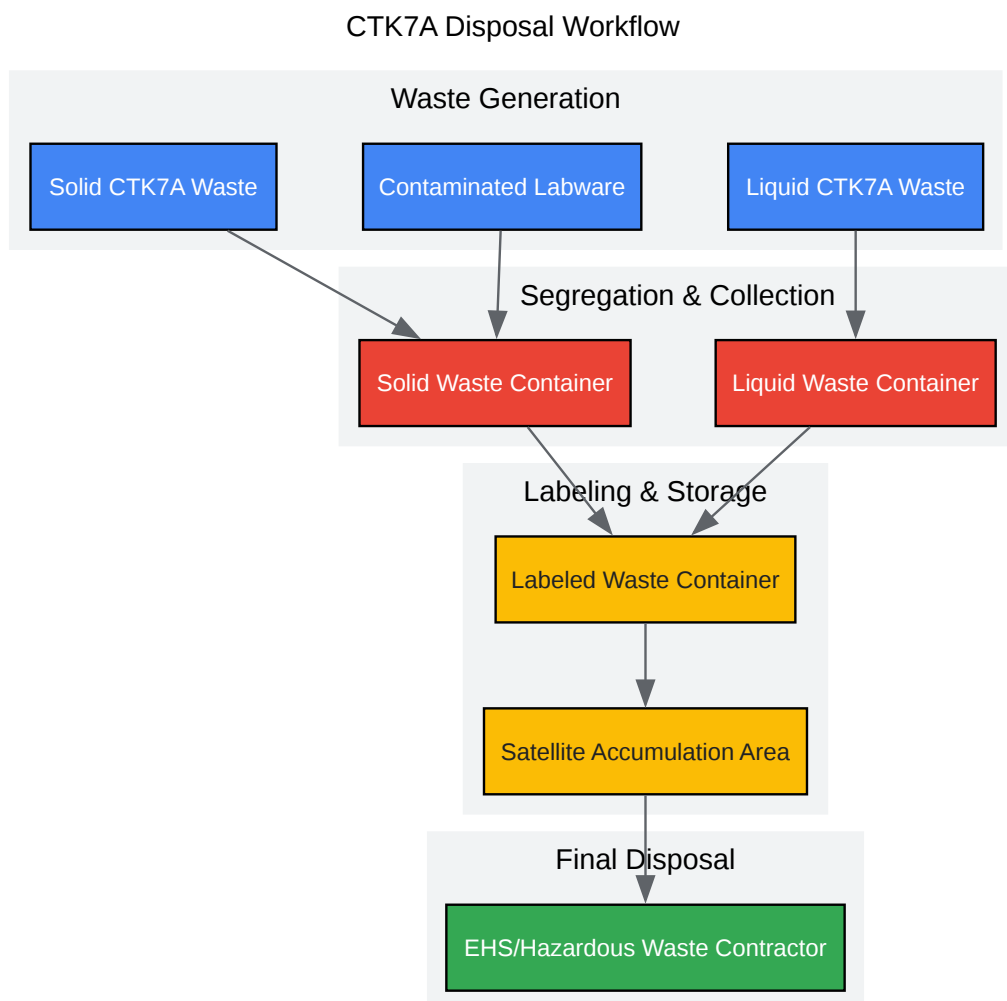 CTK7A Disposal Workflow
Waste Generation
Solid CTK7A Waste
Contaminated Labware
Liquid CTK7A Waste
Segregation & Collection
Solid Waste Container
Liquid Waste Container
Labeling & Storage
Labeled Waste Container
Satellite Accumulation Area
Final Disposal
EHS/Hazardous Waste Contractor